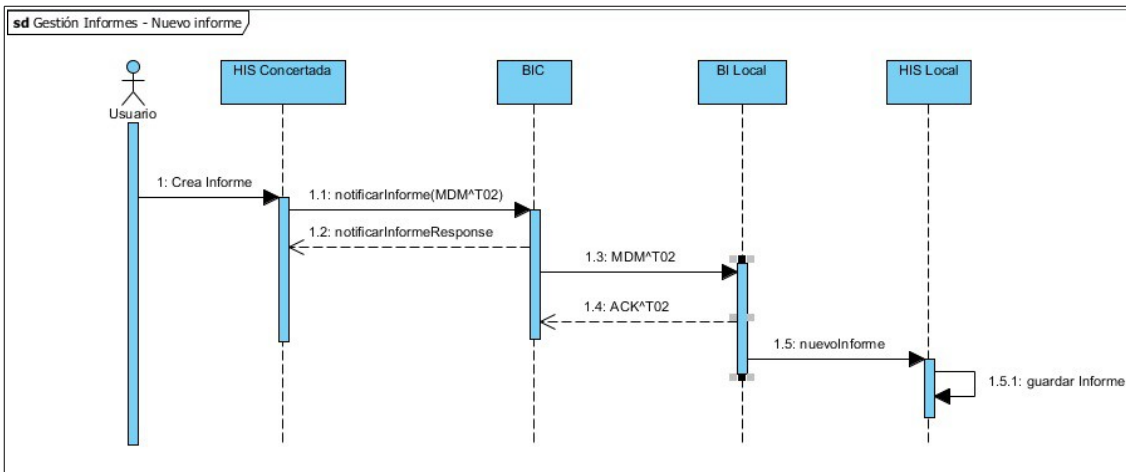 sd Gestión Informes - Nuevo informe
HIS Concertada
BIC
BI Local
HIS Local
Usuario
1: Crea Informe
1.1: notificarInforme(MDM^T02)
1.2: notificarInformeResponse
1.3: MDM^T02
1.4: ACK^T02
1.5: nuevoInforme
1.5.1: guardar Informe